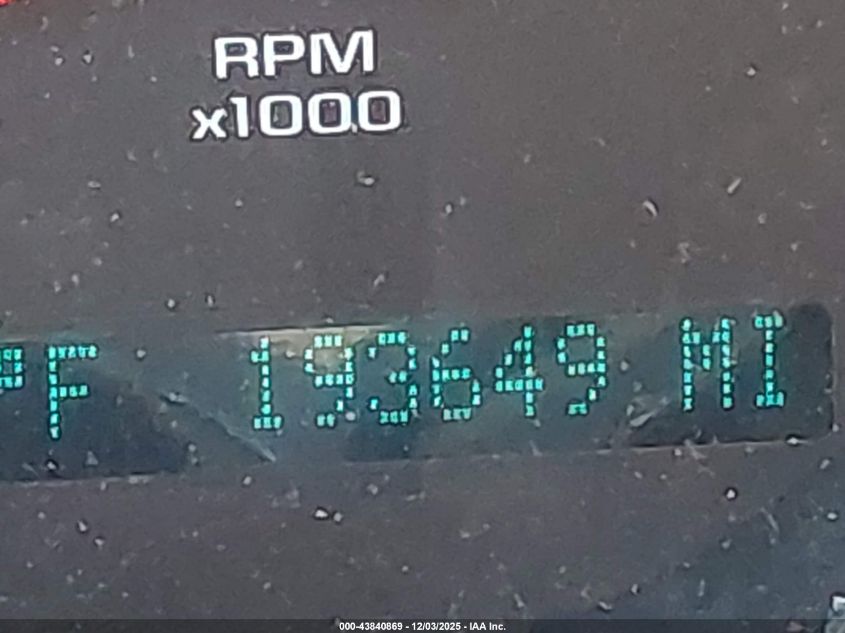 RPM
x1000
°F 193649 MI
000-43840869 - 12/03/2025 - IAA Inc.